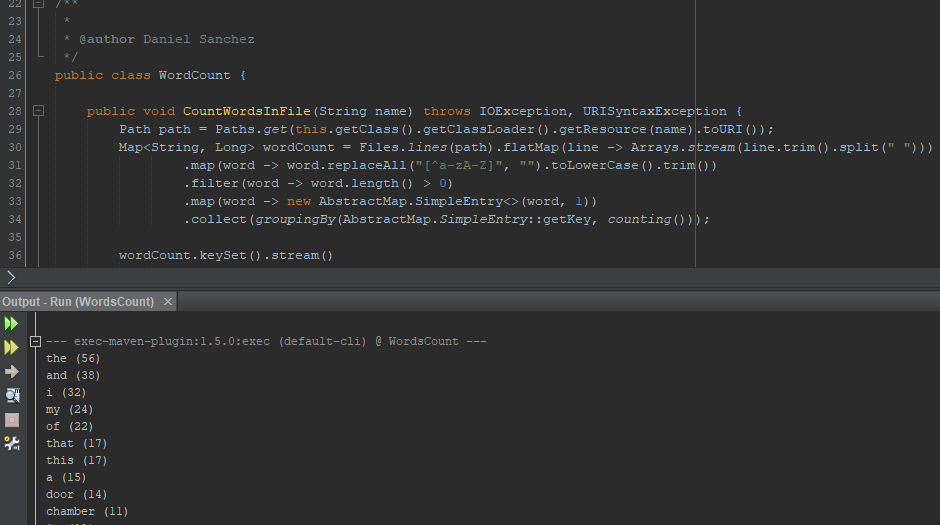 22 /**
23 *
24 * @author Daniel Sanchez
25 */
26 public class WordCount {
27
28 public void CountWordsInFile(String name) throws IOException, URISyntaxException {
29 Path path = Paths.get(this.getClass().getClassLoader().getResource(name).toURI());
30 Map<String, Long> wordCount = Files.lines(path).flatMap(line -> Arrays.stream(line.trim().split(" ")))
31 .map(word -> word.replaceAll("[^a-zA-Z]", "").toLowerCase().trim())
32 .filter(word -> word.length() > 0)
33 .map(word -> new AbstractMap.SimpleEntry<>(word, 1))
34 .collect(groupingBy(AbstractMap.SimpleEntry::getKey, counting()));
35
36 wordCount.keySet().stream()
Output - Run (WordsCount) ×
--- exec-maven-plugin:1.5.0:exec (default-cli) @ WordsCount ---
the (56)
and (38)
i (32)
my (24)
of (22)
that (17)
this (17)
a (15)
door (14)
chamber (11)